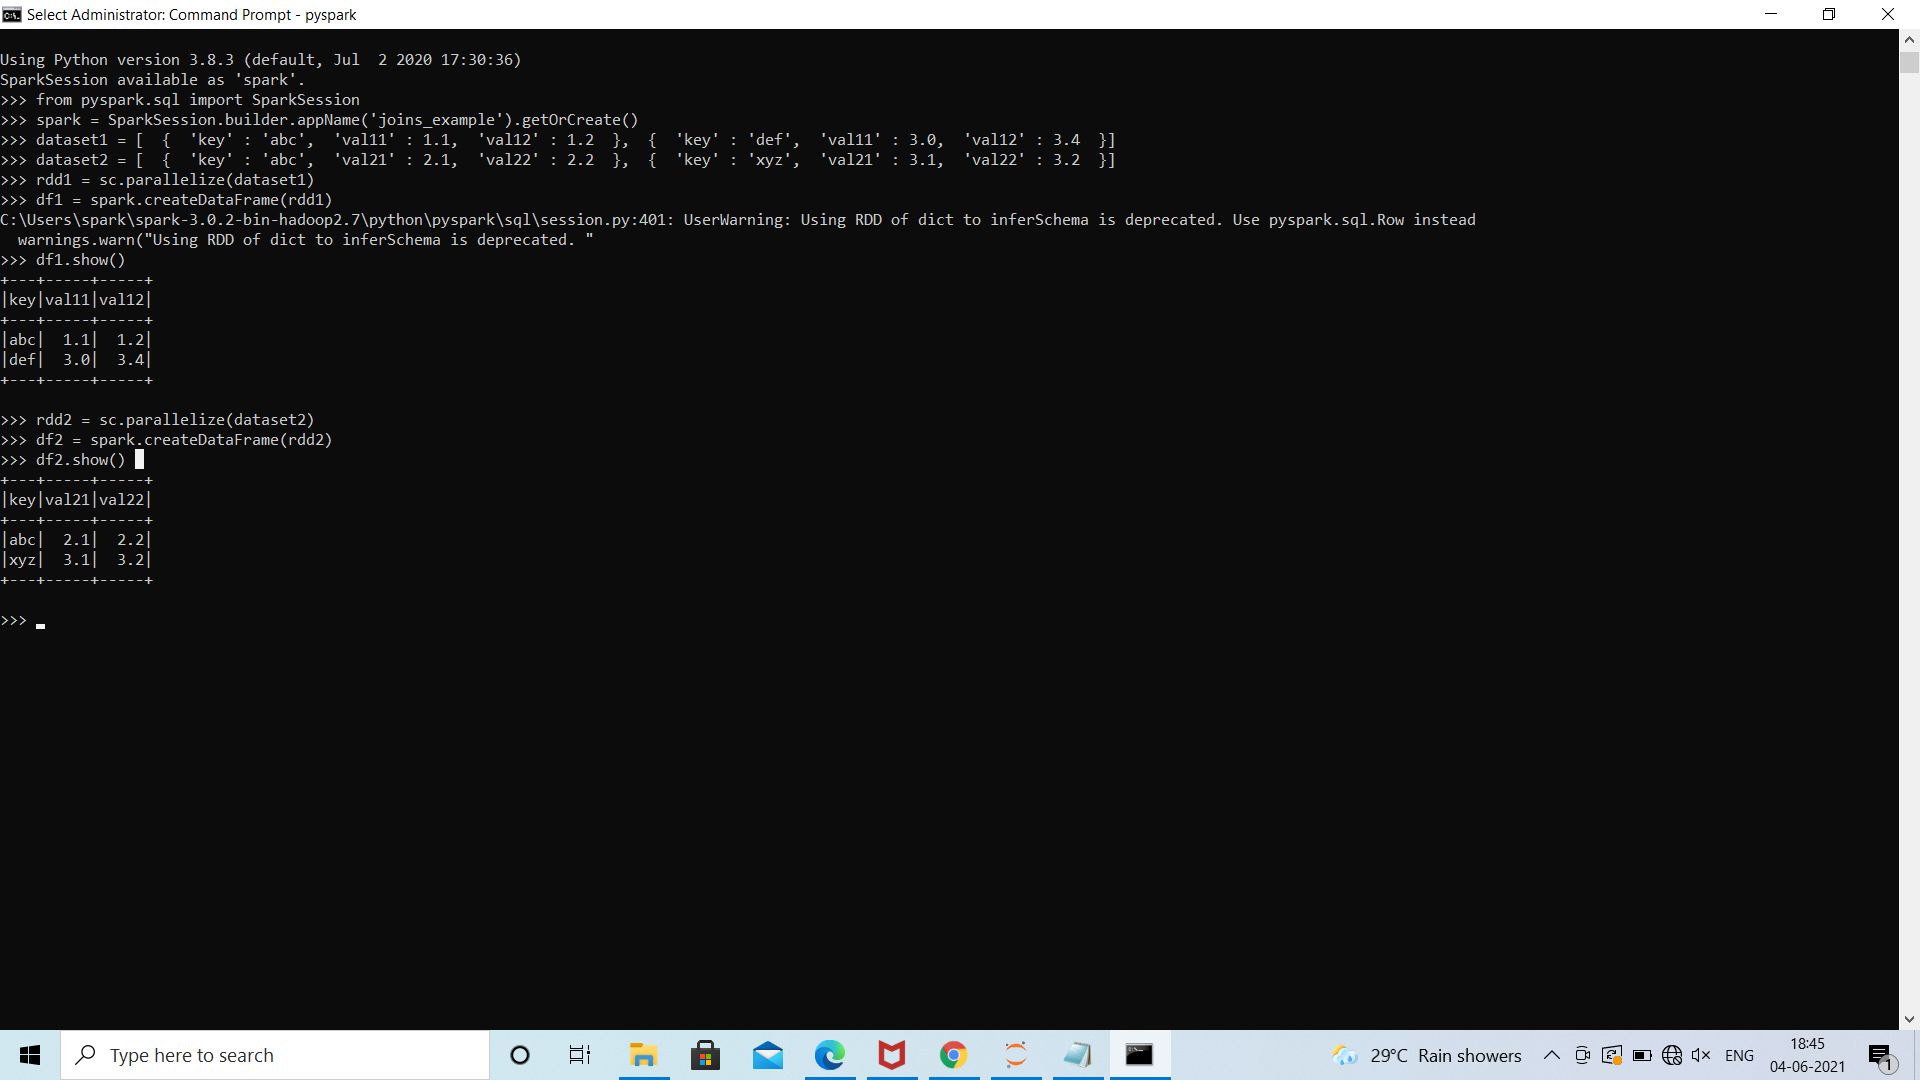 Select Administrator: Command Prompt - pyspark
Using Python version 3.8.3 (default, Jul  2 2020 17:30:36)
SparkSession available as 'spark'.
>>> from pyspark.sql import SparkSession
>>> spark = SparkSession.builder.appName('joins_example').getOrCreate()
>>> dataset1 = [  {  'key' : 'abc',  'val11' : 1.1,  'val12' : 1.2  },  {  'key' : 'def',  'val11' : 3.0,  'val12' : 3.4  }]
>>> dataset2 = [  {  'key' : 'abc',  'val21' : 2.1,  'val22' : 2.2  },  {  'key' : 'xyz',  'val21' : 3.1,  'val22' : 3.2  }]
>>> rdd1 = sc.parallelize(dataset1)
>>> df1 = spark.createDataFrame(rdd1)
C:\Users\spark\spark-3.0.2-bin-hadoop2.7\python\pyspark\sql\session.py:401: UserWarning: Using RDD of dict to inferSchema is deprecated. Use pyspark.sql.Row instead
  warnings.warn("Using RDD of dict to inferSchema is deprecated. "
>>> df1.show()
+---+-----+-----+
|key|val11|val12|
+---+-----+-----+
|abc|  1.1|  1.2|
|def|  3.0|  3.4|
+---+-----+-----+
>>> rdd2 = sc.parallelize(dataset2)
>>> df2 = spark.createDataFrame(rdd2)
>>> df2.show()
+---+-----+-----+
|key|val21|val22|
+---+-----+-----+
|abc|  2.1|  2.2|
|xyz|  3.1|  3.2|
+---+-----+-----+
>>> _
Type here to search
29°C Rain showers
ENG
18:45
04-06-2021
1